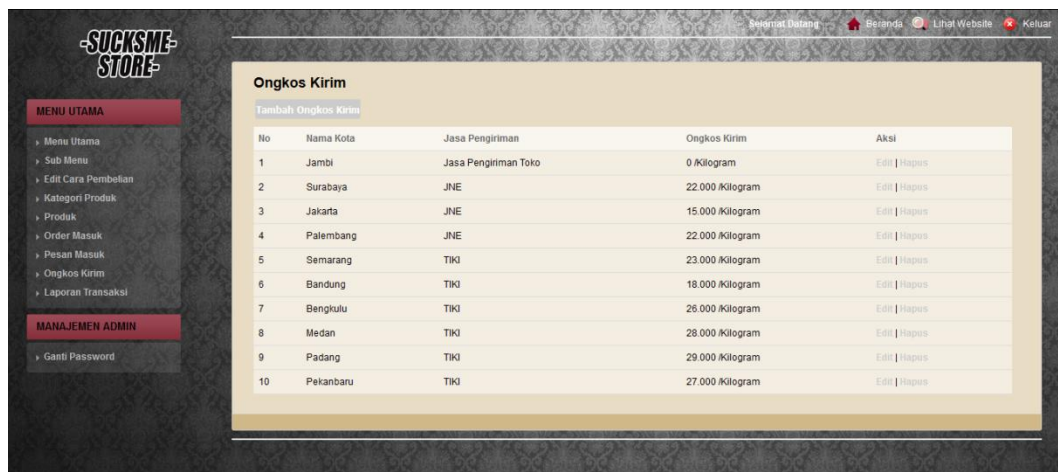 -SUCKSME-
STORE-
Selamat Datang Beranda Lihat Website Keluar
MENU UTAMA
Menu Utama
Sub Menu
Edit Cara Pembelian
Kategori Produk
Produk
Order Masuk
Pesan Masuk
Ongkos Kirim
Laporan Transaksi
MANAJEMEN ADMIN
Ganti Password
Ongkos Kirim
Tambah Ongkos Kirim
No Nama Kota Jasa Pengiriman Ongkos Kirim Aksi
1 Jambi Jasa Pengiriman Toko 0 /Kilogram Edit | Hapus
2 Surabaya JNE 22.000 /Kilogram Edit | Hapus
3 Jakarta JNE 15.000 /Kilogram Edit | Hapus
4 Palembang JNE 22.000 /Kilogram Edit | Hapus
5 Semarang TIKI 23.000 /Kilogram Edit | Hapus
6 Bandung TIKI 18.000 /Kilogram Edit | Hapus
7 Bengkulu TIKI 26.000 /Kilogram Edit | Hapus
8 Medan TIKI 28.000 /Kilogram Edit | Hapus
9 Padang TIKI 29.000 /Kilogram Edit | Hapus
10 Pekanbaru TIKI 27.000 /Kilogram Edit | Hapus